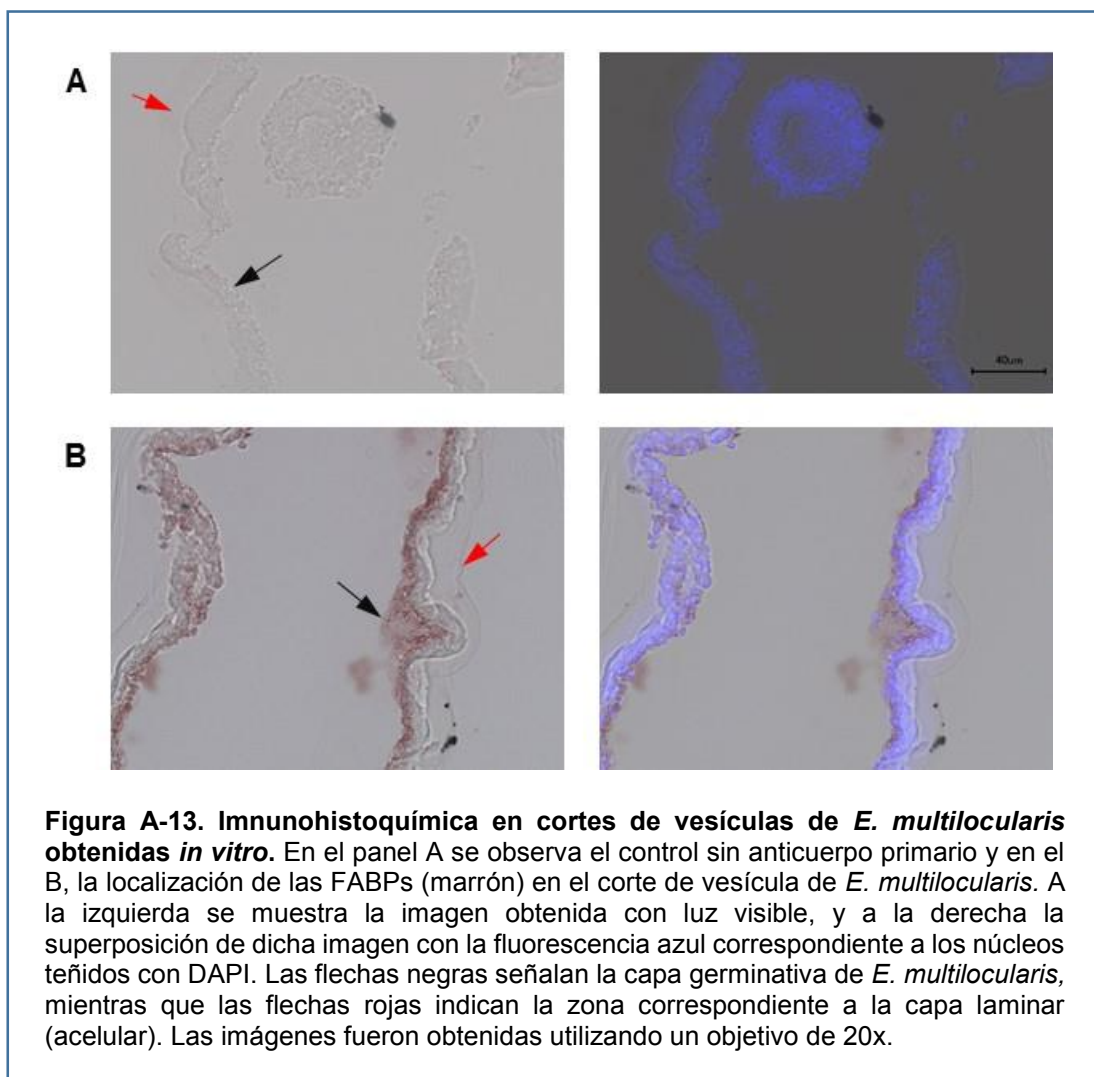 A
40µm
B
Figura A-13. Imnunohistoquímica en cortes de vesículas de E. multilocularis
obtenidas in vitro. En el panel A se observa el control sin anticuerpo primario y en el
B, la localización de las FABPs (marrón) en el corte de vesícula de E. multilocularis. A
la izquierda se muestra la imagen obtenida con luz visible, y a la derecha la
superposición de dicha imagen con la fluorescencia azul correspondiente a los núcleos
teñidos con DAPI. Las flechas negras señalan la capa germinativa de E. multilocularis,
mientras que las flechas rojas indican la zona correspondiente a la capa laminar
(acelular). Las imágenes fueron obtenidas utilizando un objetivo de 20x.